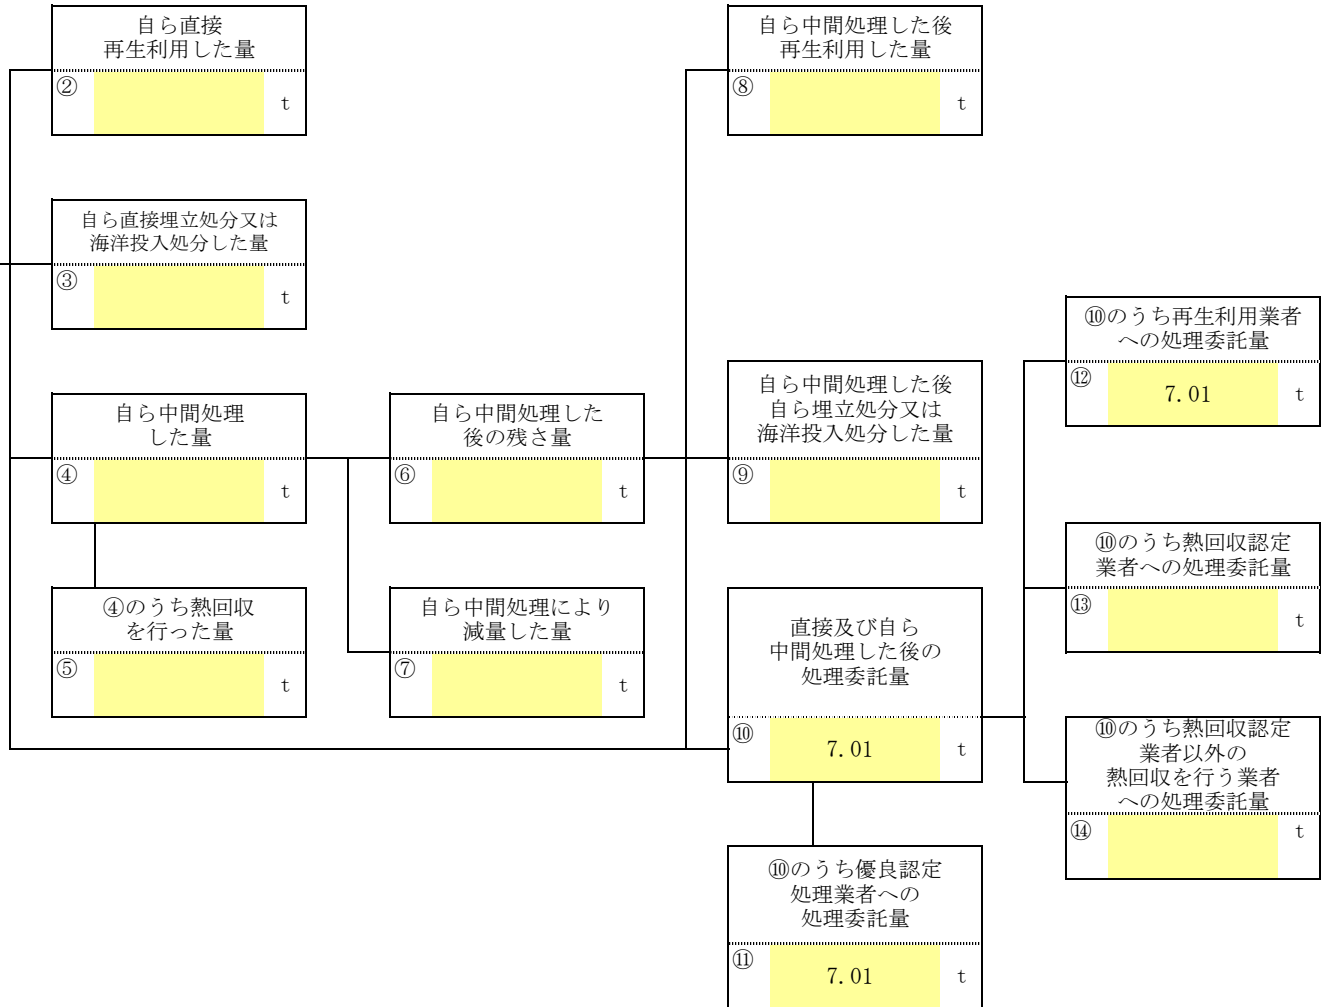 自ら直接
再生利用した量
②
t
自ら中間処理した後
再生利用した量
⑧
t
自ら直接埋立処分又は
海洋投入処分した量
③
t
⑩のうち再生利用業者
への処理委託量
⑫
7.01
t
自ら中間処理
した量
④
t
自ら中間処理した
後の残さ量
⑥
t
自ら中間処理した後
自ら埋立処分又は
海洋投入処分した量
⑨
t
⑩のうち熱回収認定
業者への処理委託量
⑬
t
④のうち熱回収
を行った量
⑤
t
自ら中間処理により
減量した量
⑦
t
直接及び自ら
中間処理した後の
処理委託量
⑩
7.01
t
⑩のうち熱回収認定
業者以外の
熱回収を行う業者
への処理委託量
⑭
t
⑩のうち優良認定
処理業者への
処理委託量
⑪
7.01
t